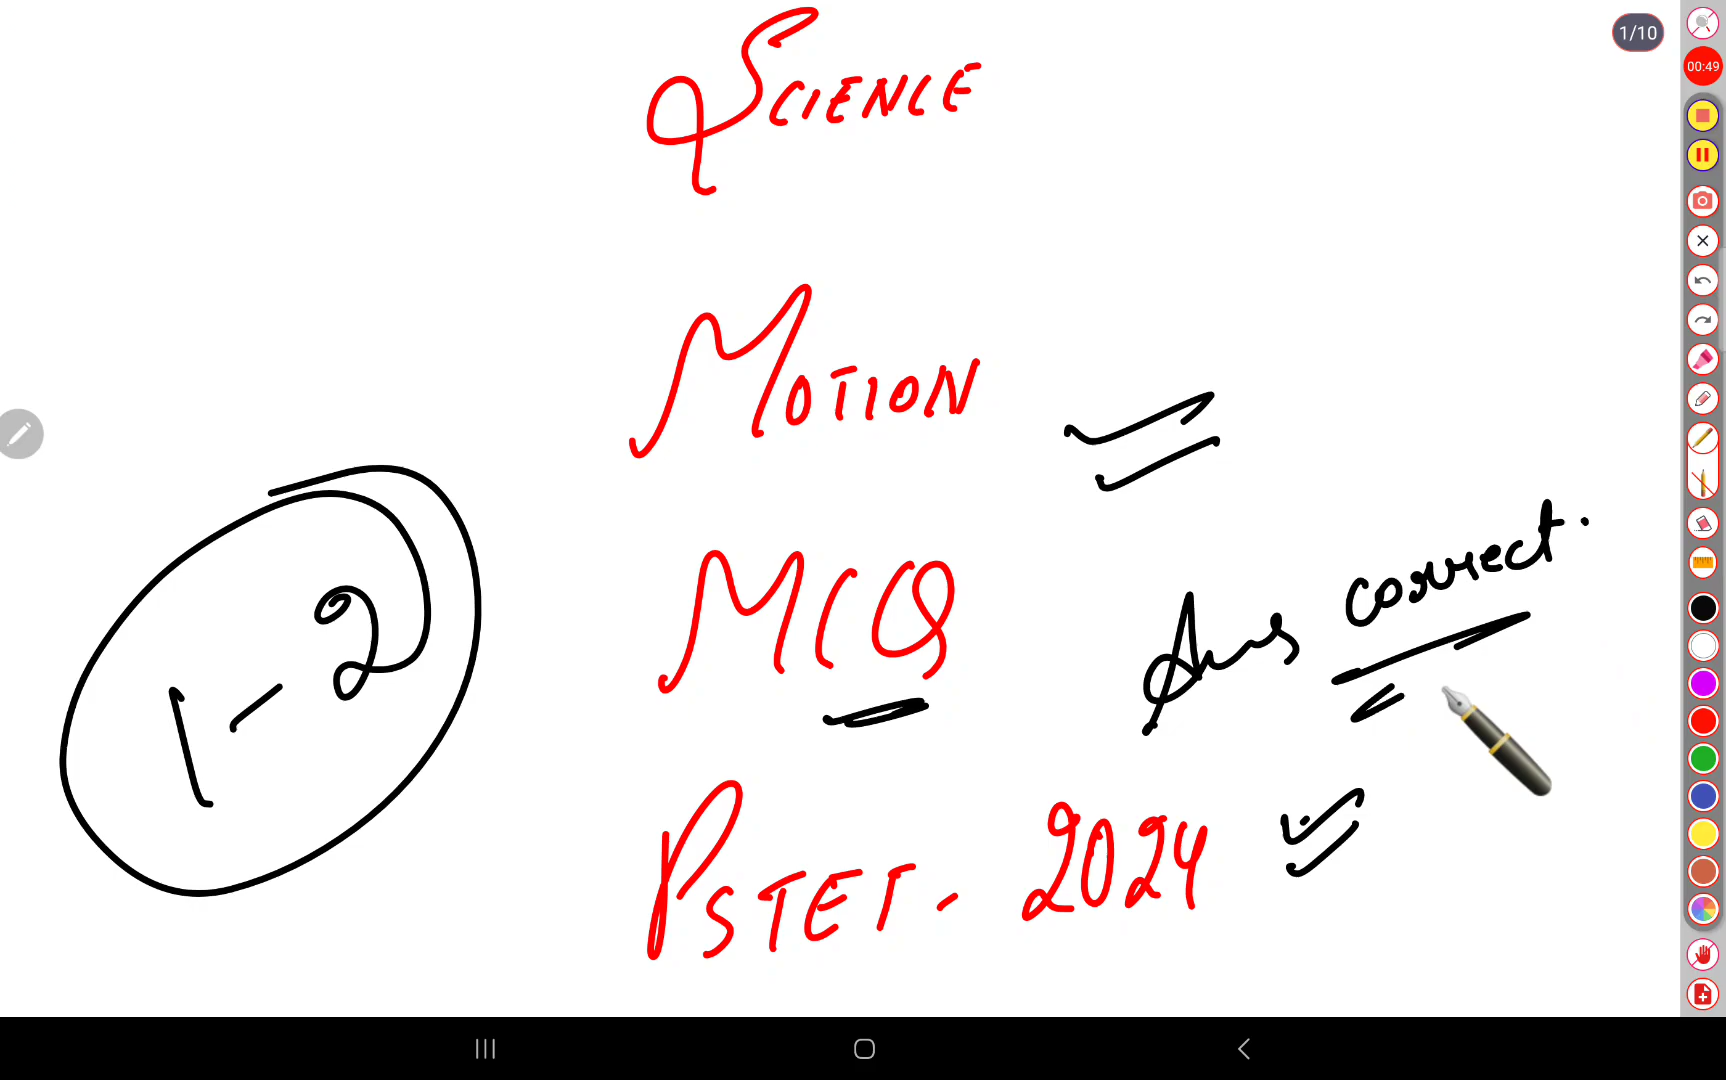 1/10
SCIENCE
00:49
MOTION
MCQ
Ans correct.
1-2
PSTET- 2024